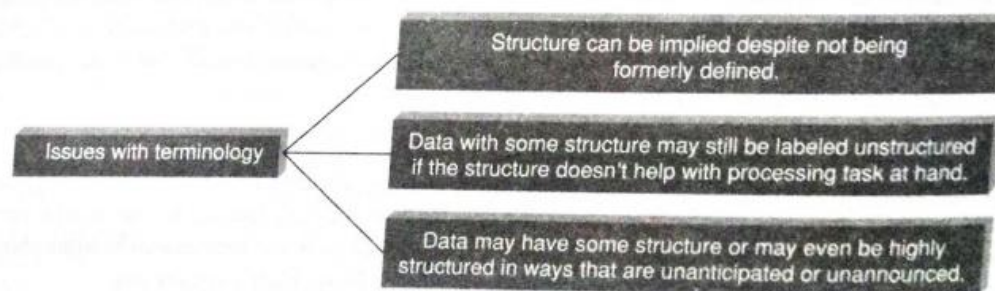 Structure can be implied despite not being
formerly defined.
Issues with terminology
Data with some structure may still be labeled unstructured
if the structure doesn't help with processing task at hand.
Data may have some structure or may even be highly
structured in ways that are unanticipated or unannounced.